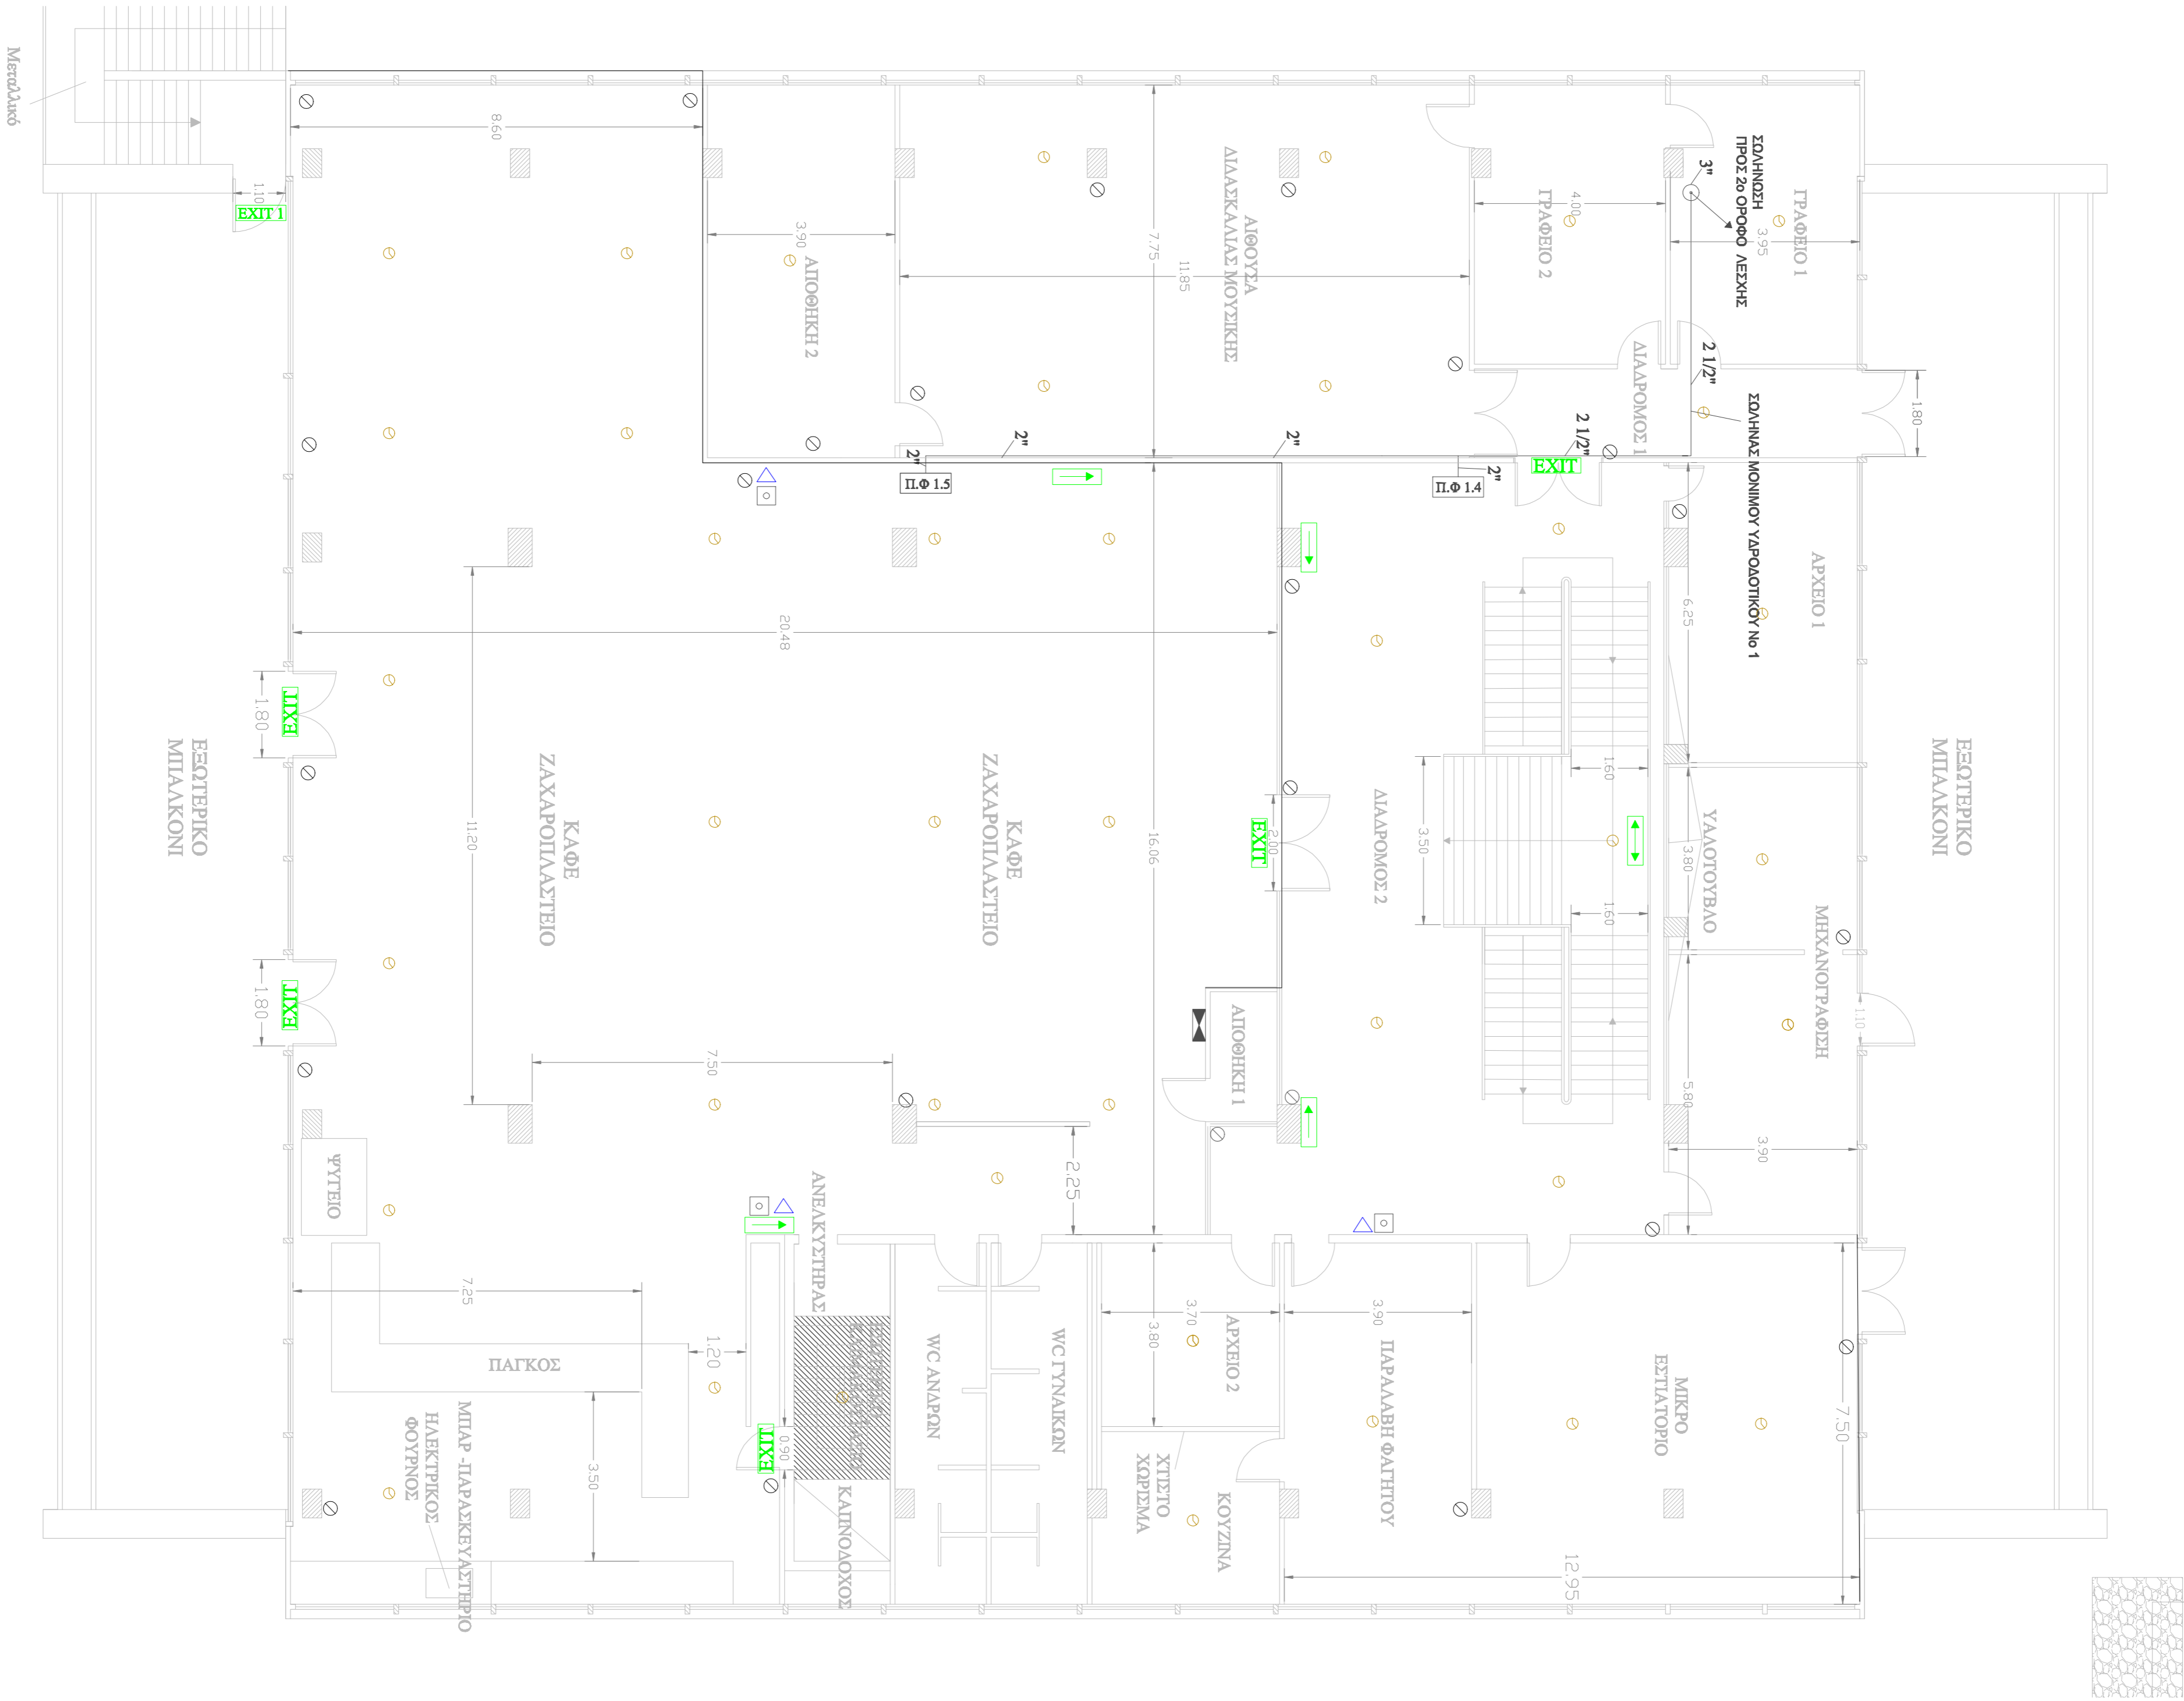 Μεταλλικό
ΕΞΩΤΕΡΙΚΟ
ΜΠΑΛΚΟΝΙ
1.10
EXIT 1
8.60
1.80
EXIT
1.80
EXIT
11.20
20.48
ΚΑΦΕ
ΖΑΧΑΡΟΠΛΑΣΤΕΙΟ
ΚΑΦΕ
ΖΑΧΑΡΟΠΛΑΣΤΕΙΟ
7.50
16.06
2.25
ΨΥΓΕΙΟ
7.25
ΠΑΓΚΟΣ
1.20
3.50
ΜΠΑΡ -ΠΑΡΑΣΚΕΥΑΣΤΗΡΙΟ
ΗΛΕΚΤΡΙΚΟΣ
ΦΟΥΡΝΟΣ
EXIT
0.90
ΑΝΕΛΚΥΣΤΗΡΑΣ
ΚΑΠΝΟΔΟΧΟΣ
WC ΑΝΔΡΩΝ
WC ΓΥΝΑΙΚΩΝ
3.90
ΑΠΟΘΗΚΗ 2
7.75
11.85
ΑΙΘΟΥΣΑ
ΔΙΔΑΣΚΑΛΙΑΣ ΜΟΥΣΙΚΗΣ
4.00
ΓΡΑΦΕΙΟ 2
3.95
ΓΡΑΦΕΙΟ 1
ΣΩΛΗΝΩΣΗ
ΠΡΟΣ 2ο ΟΡΟΦΟ ΛΕΣΧΗΣ
3"
2 1/2"
2 1/2"
ΣΩΛΗΝΑΣ ΜΟΝΙΜΟΥ ΥΔΡΟΔΟΤΙΚΟΥ Νο 1
ΔΙΑΔΡΟΜΟΣ 1
1.80
2"
2"
2"
2"
Π.Φ 1.5
Π.Φ 1.4
EXIT
ΑΡΧΕΙΟ 1
6.25
ΔΙΑΔΡΟΜΟΣ 2
1.60
3.50
1.60
2.00
EXIT
3.80
ΥΑΛΟΤΟΥΒΛΟ
ΜΗΧΑΝΟΓΡΑΦΙΣΗ
1.10
5.80
3.90
ΕΞΩΤΕΡΙΚΟ
ΜΠΑΛΚΟΝΙ
ΑΠΟΘΗΚΗ 1
3.70
3.80
ΑΡΧΕΙΟ 2
3.90
ΠΑΡΑΛΑΒΗ ΦΑΓΗΤΟΥ
ΜΙΚΡΟ
ΕΣΤΙΑΤΟΡΙΟ
7.50
12.95
ΧΤΙΣΤΟ
ΧΩΡΙΣΜΑ
ΚΟΥΖΙΝΑ